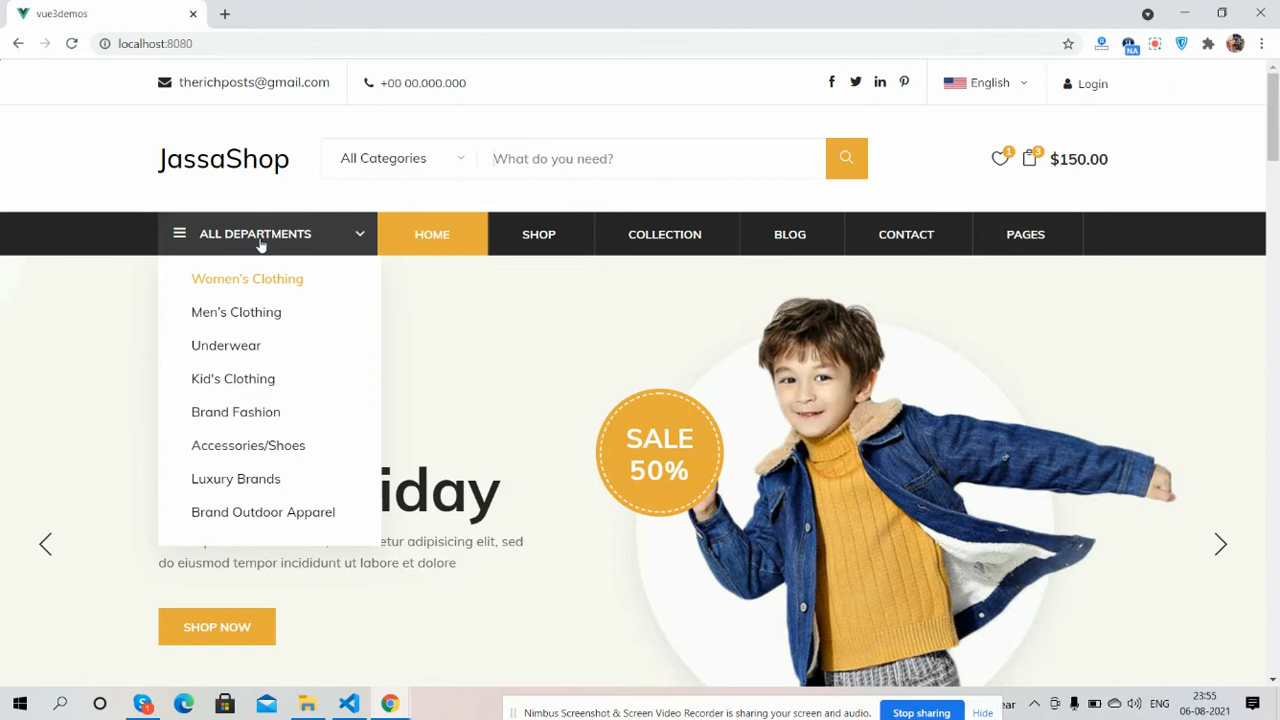 vue3demos
localhost:8080
NA
therichposts@gmail.com
+00 00.000.000
English
Login
JassaShop
All Categories
What do you need?
1
3
$150.00
ALL DEPARTMENTS
HOME
SHOP
COLLECTION
BLOG
CONTACT
PAGES
Women's Clothing
Men's Clothing
Underwear
Kid's Clothing
Brand Fashion
Accessories/Shoes
Luxury Brands
Brand Outdoor Apparel
iday
etur adipisicing elit, sed
do eiusmod tempor incididunt ut labore et dolore
SHOP NOW
SALE
50%
Nimbus Screenshot & Screen Video Recorder is sharing your screen and audio.
Stop sharing
Hide
ear
ENG
23:55
06-08-2021